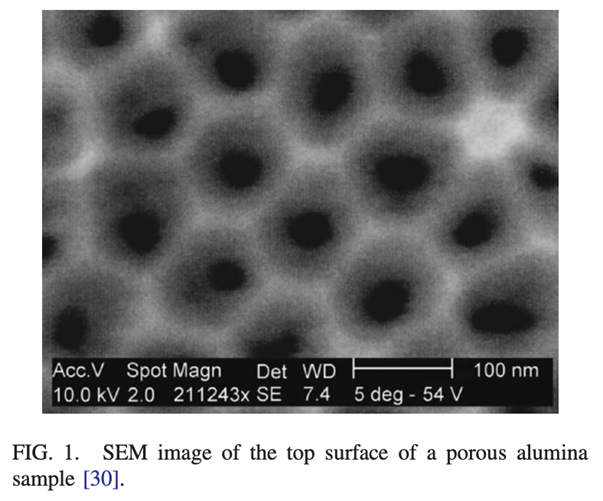 Acc.V Spot Magn Det WD 100 nm
10.0 kV 2.0 211243x SE 7.4 5 deg - 54 V
FIG. 1. SEM image of the top surface of a porous alumina
sample [30].